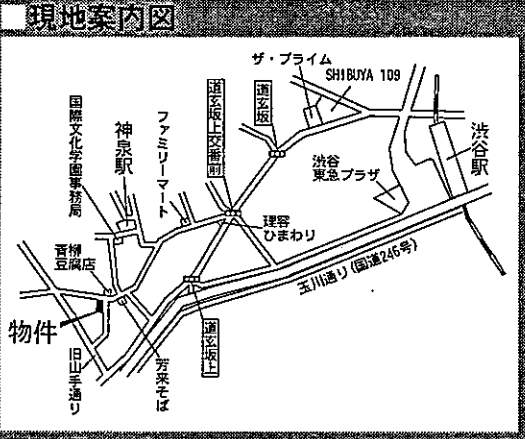 現地案内図
ザ・プライム
SHIBUYA 109
道玄坂
道玄坂上交番前
ファミリーマート
神泉駅
国際文化学園事務局
渋谷駅
渋谷
東急プラザ
理容
ひまわり
玉川通り(国道246号)
豆腐店
物件
旧山手通り
芳来そば
道玄坂上